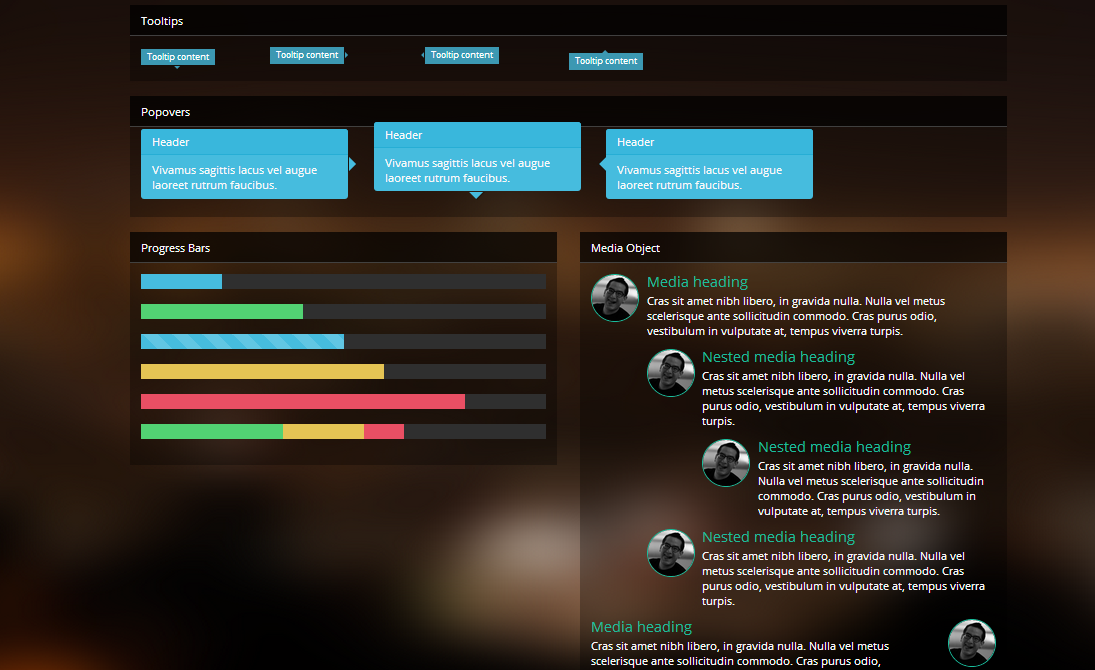 Tooltips
Tooltip content
Tooltip content
Tooltip content
Tooltip content
Popovers
Header
Vivamus sagittis lacus vel augue
laoreet rutrum faucibus.
Header
Vivamus sagittis lacus vel augue
laoreet rutrum faucibus.
Header
Vivamus sagittis lacus vel augue
laoreet rutrum faucibus.
Progress Bars
Media Object
Media heading
Cras sit amet nibh libero, in gravida nulla. Nulla vel metus
scelerisque ante sollicitudin commodo. Cras purus odio,
vestibulum in vulputate at, tempus viverra turpis.
Nested media heading
Cras sit amet nibh libero, in gravida nulla. Nulla vel
metus scelerisque ante sollicitudin commodo. Cras
purus odio, vestibulum in vulputate at, tempus viverra
turpis.
Nested media heading
Cras sit amet nibh libero, in gravida nulla.
Nulla vel metus scelerisque ante sollicitudin
commodo. Cras purus odio, vestibulum in
vulputate at, tempus viverra turpis.
Nested media heading
Cras sit amet nibh libero, in gravida nulla. Nulla vel
metus scelerisque ante sollicitudin commodo. Cras
purus odio, vestibulum in vulputate at, tempus viverra
turpis.
Media heading
Cras sit amet nibh libero, in gravida nulla. Nulla vel metus
scelerisque ante sollicitudin commodo. Cras purus odio,